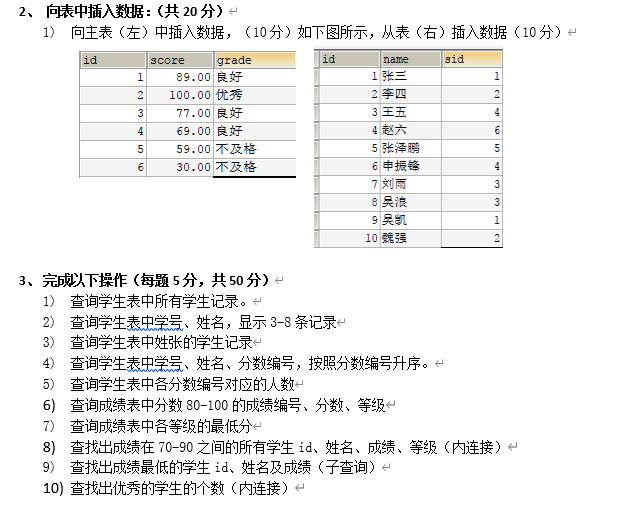 2、 向表中插入数据：（共 20 分）
1） 向主表（左）中插入数据，（10 分）如下图所示，从表（右）插入数据（10 分）
id score grade
1 89.00 良好
2 100.00 优秀
3 77.00 良好
4 69.00 良好
5 59.00 不及格
6 30.00 不及格
id name sid
1 张三 1
2 李四 2
3 王五 4
4 赵六 6
5 张泽鹏 5
6 申振锋 4
7 刘雨 3
8 吴浪 3
9 吴凯 1
10 魏强 2
3、 完成以下操作（每题 5 分，共 50 分）
1） 查询学生表中所有学生记录。
2） 查询学生表中学号、姓名，显示 3-8 条记录
3） 查询学生表中姓张的学生记录
4） 查询学生表中学号、姓名、分数编号，按照分数编号升序。
5） 查询学生表中各分数编号对应的人数
6） 查询成绩表中分数 80-100 的成绩编号、分数、等级
7） 查询成绩表中各等级的最低分
8） 查找出成绩在 70-90 之间的所有学生 id、姓名、成绩、等级（内连接）
9） 查找出成绩最低的学生 id、姓名及成绩（子查询）
10） 查找出优秀的学生的个数（内连接）